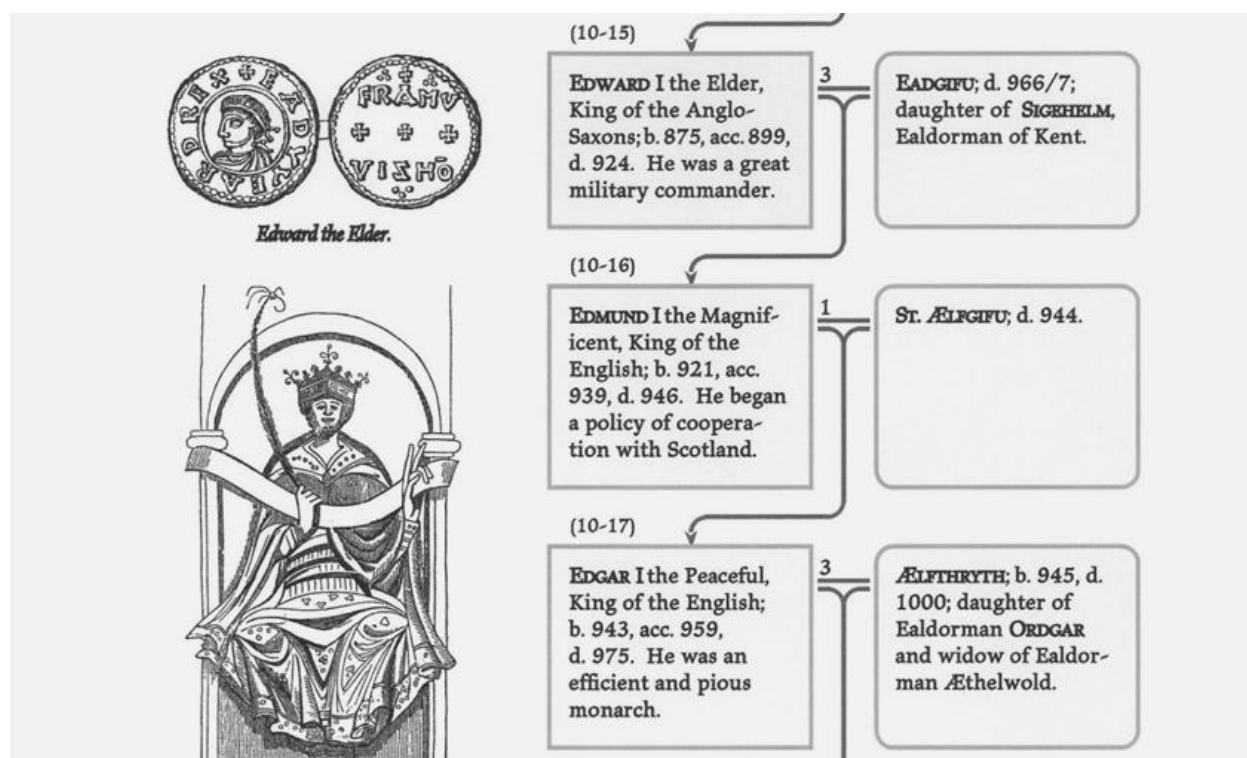 EADVVEARD REX
FRAMV
VIZHŌ
Edward the Elder.
(10-15)
EDWARD I the Elder,
King of the Anglo-
Saxons; b. 875, acc. 899,
d. 924. He was a great
military commander.
3
EADGIFU; d. 966/7;
daughter of SIGEHELM,
Ealdorman of Kent.
(10-16)
EDMUND I the Magnif-
icent, King of the
English; b. 921, acc.
939, d. 946. He began
a policy of coopera-
tion with Scotland.
1
ST. ÆLFGIFU; d. 944.
(10-17)
EDGAR I the Peaceful,
King of the English;
b. 943, acc. 959,
d. 975. He was an
efficient and pious
monarch.
3
ÆLFTHRYTH; b. 945, d.
1000; daughter of
Ealdorman ORDGAR
and widow of Ealdor-
man Æthelwold.